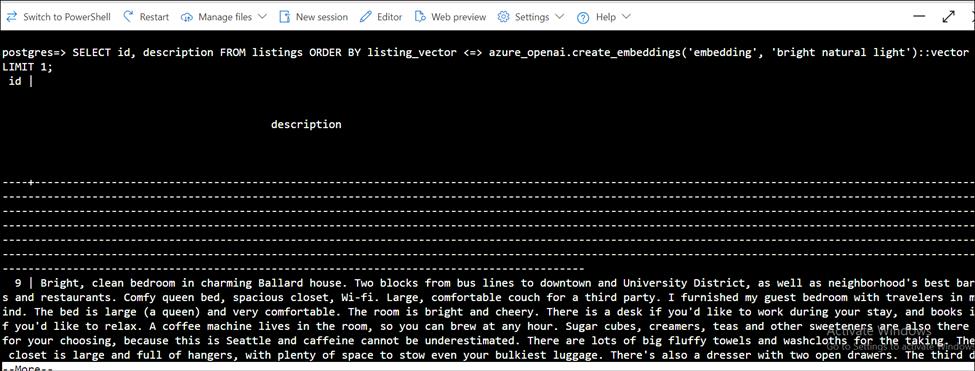 Switch to PowerShell Restart Manage files New session Editor Web preview Settings Help
postgres=> SELECT id, description FROM listings ORDER BY listing_vector <=> azure_openai.create_embeddings('embedding', 'bright natural light')::vector
LIMIT 1;
id |
description
----+--------------------------------------------------------------------------------------------------------------------------------------------
------------------------------------------------------------------------------------------------------------------------------------------------
------------------------------------------------------------------------------------------------------------------------------------------------
------------------------------------------------------------------------------------------------------------------------------------------------
------------------------------------------------------------------------------------------------------------------------------------------------
------------------------------------------------------------------------------------------------------------------------------------------------
-----------------------------------------------------------------------------------------
9 | Bright, clean bedroom in charming Ballard house. Two blocks from bus lines to downtown and University District, as well as neighborhood's best bar
s and restaurants. Comfy queen bed, spacious closet, Wi-fi. Large, comfortable couch for a third party. I furnished my guest bedroom with travelers in m
ind. The bed is large (a queen) and very comfortable. The room is bright and cheery. There is a desk if you'd like to work during your stay, and books i
f you'd like to relax. A coffee machine lives in the room, so you can brew at any hour. Sugar cubes, creamers, teas and other sweeteners are also there
for your choosing, because this is Seattle and caffeine cannot be underestimated. There are lots of big fluffy towels and washcloths for the taking. The
closet is large and full of hangers, with plenty of space to stow even your bulkiest luggage. There's also a dresser with two open drawers. The third d
--More--
Activate Windows
Go to Settings to activate Windows